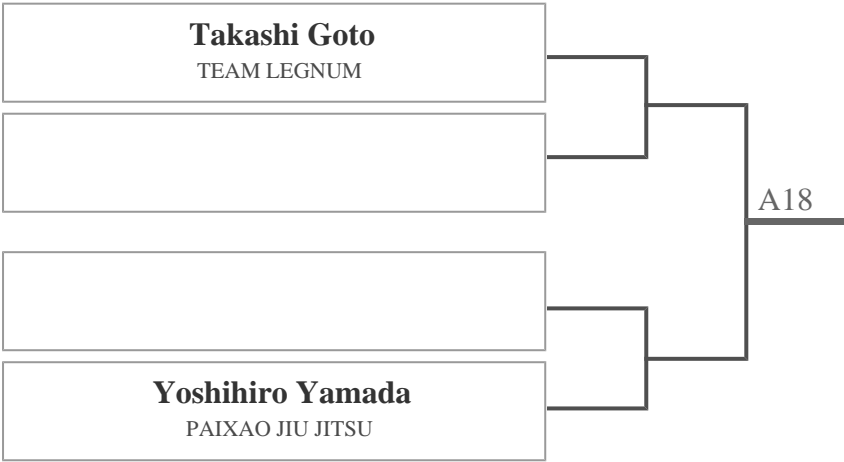 Takashi Goto
TEAM LEGNUM
A18
Yoshihiro Yamada
PAIXAO JIU JITSU